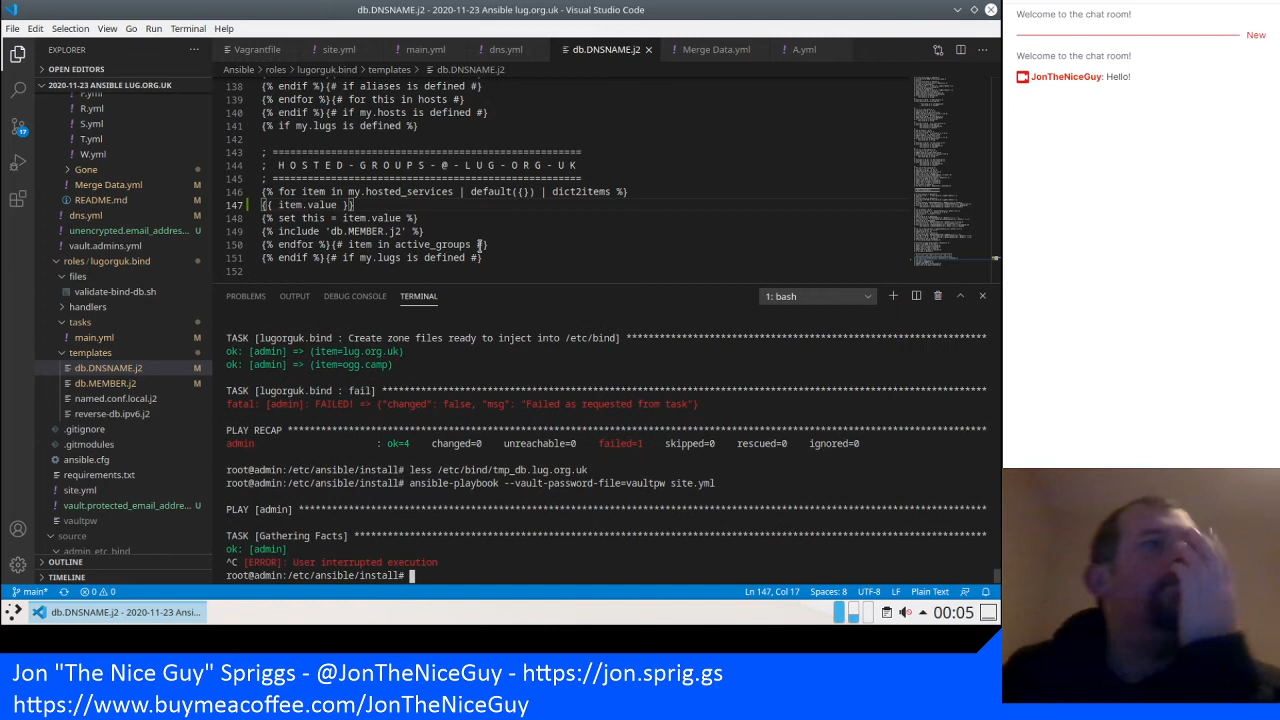 db.DNSNAME.j2 - 2020-11-23 Ansible lug.org.uk - Visual Studio Code
File Edit Selection View Go Run Terminal Help
EXPLORER
OPEN EDITORS
2020-11-23 ANSIBLE LUG.ORG.UK
R.yml
S.yml
T.yml
W.yml
Gone
Merge Data.yml M
README.md
dns.yml
unencrypted.email_addres... U
vault.admins.yml
roles / lugorguk.bind
files
validate-bind-db.sh
handlers
tasks
main.yml M
templates
db.DNSNAME.j2 M
db.MEMBER.j2 M
named.conf.local.j2
reverse-db.ipv6.j2
.gitignore
.gitmodules
ansible.cfg
requirements.txt
site.yml
vault.protected_email_addre... U
vaultpw
source
admin_etc_bind
OUTLINE
TIMELINE
Vagrantfile ! site.yml ! main.yml ! dns.yml db.DNSNAME.j2 ! Merge Data.yml ! A.yml
Ansible > roles > lugorguk.bind > templates > db.DNSNAME.j2
138 {% endif %}{# if aliases is defined #}
139 {% endfor %}{# for this in hosts #}
140 {% endif %}{# if my.hosts is defined #}
141 {% if my.lugs is defined %}
142
143 ; ===================================================
144 ; H O S T E D - G R O U P S - @ - L U G - O R G - U K
145 ; ===================================================
146 {% for item in my.hosted_services | default({}) | dict2items %}
147 {{ item.value }}
148 {% set this = item.value %}
149 {% include 'db.MEMBER.j2' %}
150 {% endfor %}{# item in active_groups #}
151 {% endif %}{# if my.lugs is defined #}
152
PROBLEMS OUTPUT DEBUG CONSOLE TERMINAL 1: bash
TASK [lugorguk.bind : Create zone files ready to inject into /etc/bind] *******************************************************************
ok: [admin] => (item=lug.org.uk)
ok: [admin] => (item=ogg.camp)
TASK [lugorguk.bind : fail] *******************************************************************
fatal: [admin]: FAILED! => {"changed": false, "msg": "Failed as requested from task"}
PLAY RECAP *******************************************************************
admin : ok=4 changed=0 unreachable=0 failed=1 skipped=0 rescued=0 ignored=0
root@admin:/etc/ansible/install# less /etc/bind/tmp_db.lug.org.uk
root@admin:/etc/ansible/install# ansible-playbook --vault-password-file=vaultpw site.yml
PLAY [admin] *******************************************************************
TASK [Gathering Facts] *******************************************************************
ok: [admin]
^C [ERROR]: User interrupted execution
root@admin:/etc/ansible/install#
main* 0 0 Ln 147, Col 17 Spaces: 8 UTF-8 LF Plain Text
db.DNSNAME.j2 - 2020-11-23 Ansi... 00:05
Welcome to the chat room!
New
Welcome to the chat room!
JonTheNiceGuy: Hello!
Jon "The Nice Guy" Spriggs - @JonTheNiceGuy - https://jon.sprig.gs
https://www.buymeacoffee.com/JonTheNiceGuy